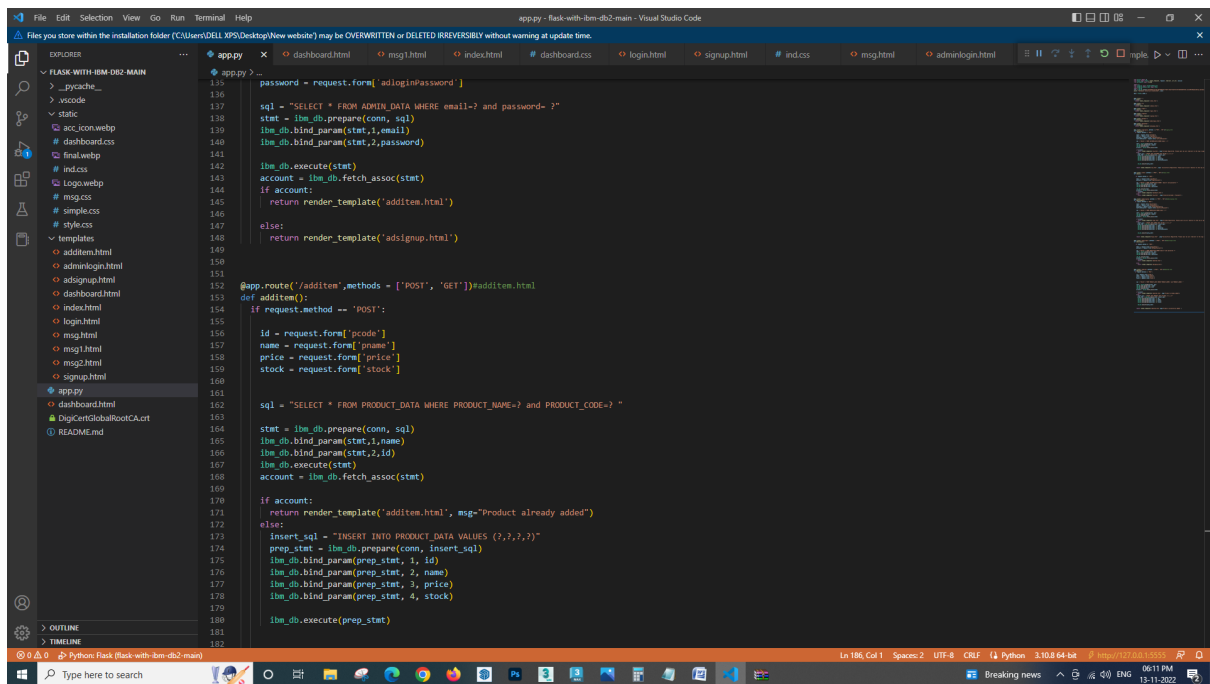 File Edit Selection View Go Run Terminal Help
app.py - flask-with-ibm-db2-main - Visual Studio Code
Files you store within the installation folder ('C:\Users\DELL XPS\Desktop\New website') may be OVERWRITTEN or DELETED IRREVERSIBLY without warning at update time.
EXPLORER
FLASK-WITH-IBM-DB2-MAIN
__pycache__
.vscode
static
acc_icon.webp
dashboard.css
final.webp
ind.css
Logo.webp
msg.css
simple.css
style.css
templates
additem.html
adminlogin.html
adsignup.html
dashboard.html
index.html
login.html
msg.html
msg1.html
msg2.html
signup.html
app.py
dashboard.html
DigiCertGlobalRootCA.crt
README.md
OUTLINE
TIMELINE
app.py dashboard.html msg1.html index.html # dashboard.css login.html signup.html # ind.css msg.html adminlogin.html
app.py > ...
135 password = request.form['adloginPassword']
136
137 sql = "SELECT * FROM ADMIN_DATA WHERE email=? and password= ?"
138 stmt = ibm_db.prepare(conn, sql)
139 ibm_db.bind_param(stmt,1,email)
140 ibm_db.bind_param(stmt,2,password)
141
142 ibm_db.execute(stmt)
143 account = ibm_db.fetch_assoc(stmt)
144 if account:
145 return render_template('additem.html')
146
147 else:
148 return render_template('adsignup.html')
149
150
151
152 @app.route('/additem',methods = ['POST', 'GET'])#additem.html
153 def additem():
154 if request.method == 'POST':
155
156 id = request.form['pcode']
157 name = request.form['pname']
158 price = request.form['price']
159 stock = request.form['stock']
160
161
162 sql = "SELECT * FROM PRODUCT_DATA WHERE PRODUCT_NAME=? and PRODUCT_CODE=? "
163
164 stmt = ibm_db.prepare(conn, sql)
165 ibm_db.bind_param(stmt,1,name)
166 ibm_db.bind_param(stmt,2,id)
167 ibm_db.execute(stmt)
168 account = ibm_db.fetch_assoc(stmt)
169
170 if account:
171 return render_template('additem.html', msg="Product already added")
172 else:
173 insert_sql = "INSERT INTO PRODUCT_DATA VALUES (?,?,?,?)"
174 prep_stmt = ibm_db.prepare(conn, insert_sql)
175 ibm_db.bind_param(prep_stmt, 1, id)
176 ibm_db.bind_param(prep_stmt, 2, name)
177 ibm_db.bind_param(prep_stmt, 3, price)
178 ibm_db.bind_param(prep_stmt, 4, stock)
179
180 ibm_db.execute(prep_stmt)
181
182
0 0 Python: Flask (flask-with-ibm-db2-main)
Ln 186, Col 1 Spaces: 2 UTF-8 CRLF Python 3.10.8 64-bit http://127.0.0.1:5555
Type here to search
Breaking news ENG 06:11 PM
13-11-2022